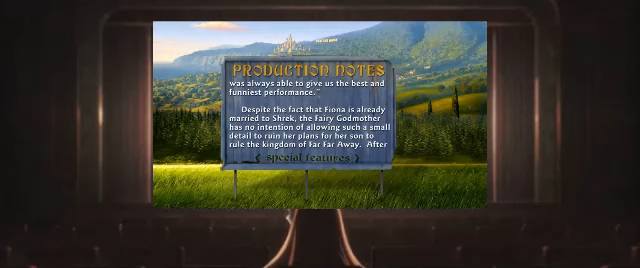 PRODUCTION NOTES
was always able to give us the best and
funniest performance."
Despite the fact that Fiona is already
married to Shrek, the Fairy Godmother
has no intention of allowing such a small
detail to ruin her plans for her son to
rule the kingdom of Far Far Away. After
special features